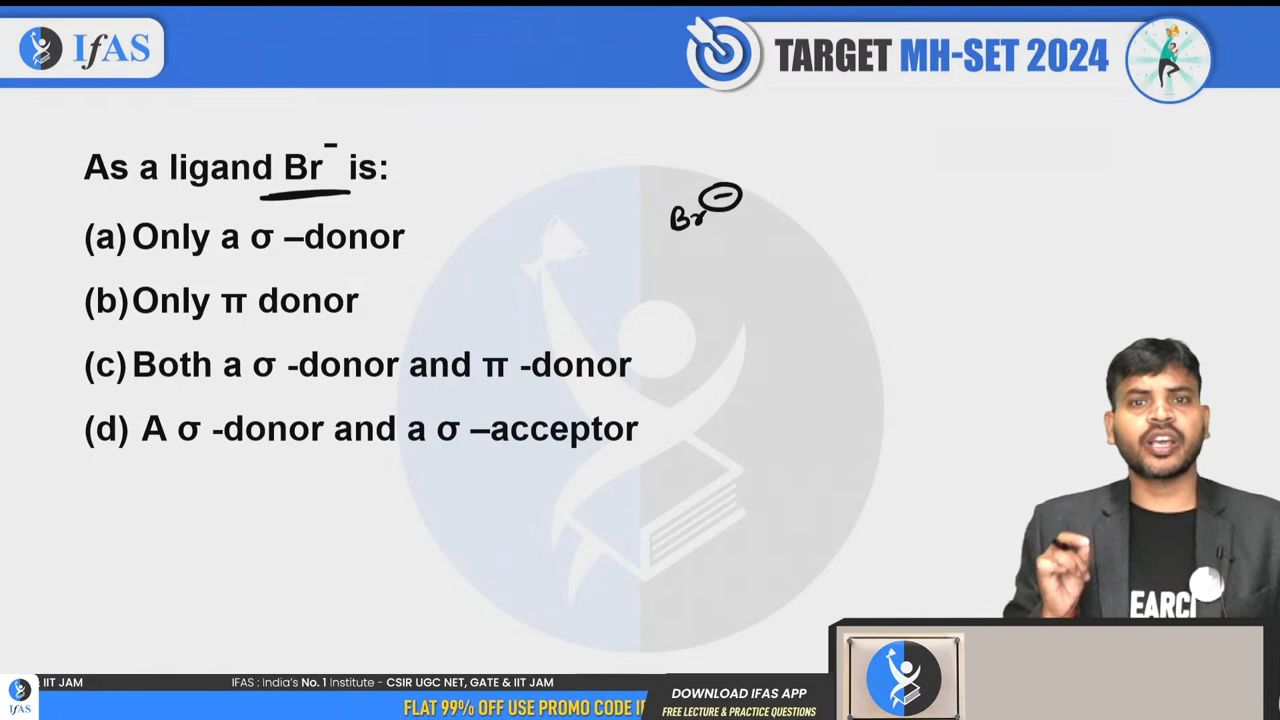 IfAS
TARGET MH-SET 2024
As a ligand Br⁻ is:
Br⊖
(a) Only a σ –donor
(b) Only π donor
(c) Both a σ -donor and π -donor
(d) A σ -donor and a σ –acceptor
EARC
& IIT JAM
IFAS : India's No. 1 Institute - CSIR UGC NET, GATE & IIT JAM
IfAS
FLAT 99% OFF USE PROMO CODE
DOWNLOAD IFAS APP
FREE LECTURE & PRACTICE QUESTIONS